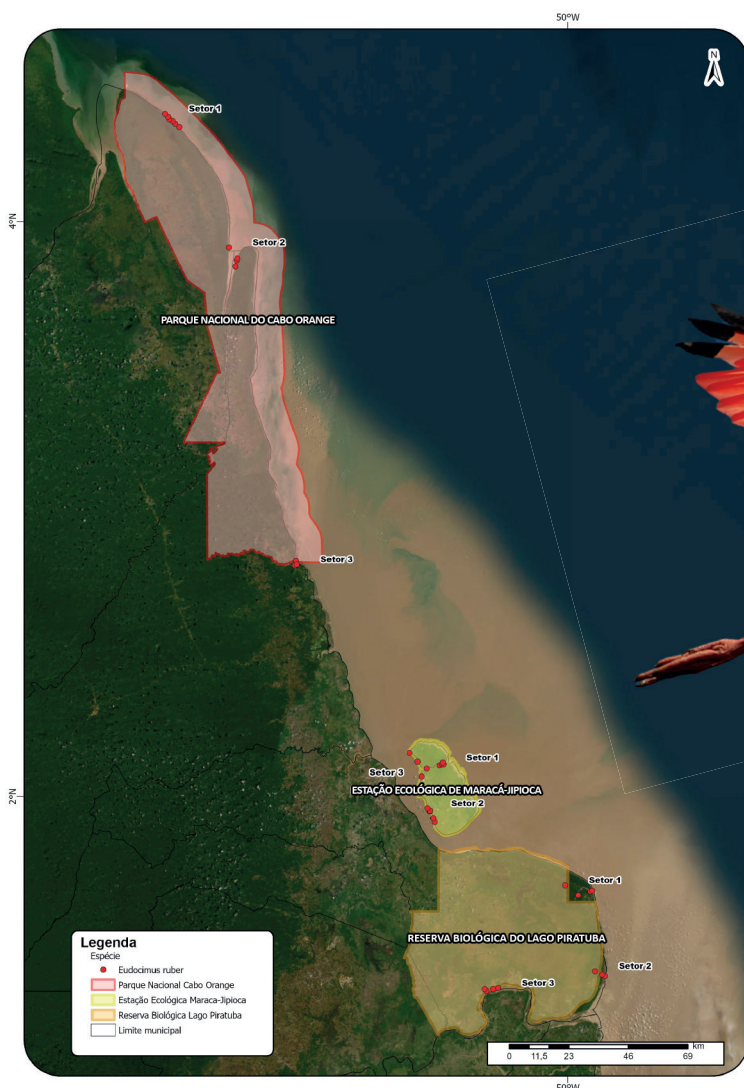 50°W
N
Setor 1
4°N
Setor 2
PARQUE NACIONAL DO CABO ORANGE
Setor 3
Setor 1
Setor 3
ESTAÇÃO ECOLÓGICA DE MARACÁ-JIPIOCA
2°N
Setor 2
Setor 1
RESERVA BIOLÓGICA DO LAGO PIRATUBA
Setor 2
Setor 3
Legenda
Espécie
Eudocimus ruber
Parque Nacional Cabo Orange
Estação Ecológica Maraca-Jipioca
Reserva Biológica Lago Piratuba
Limite municipal
km
0 11,5 23 46 69
50°W